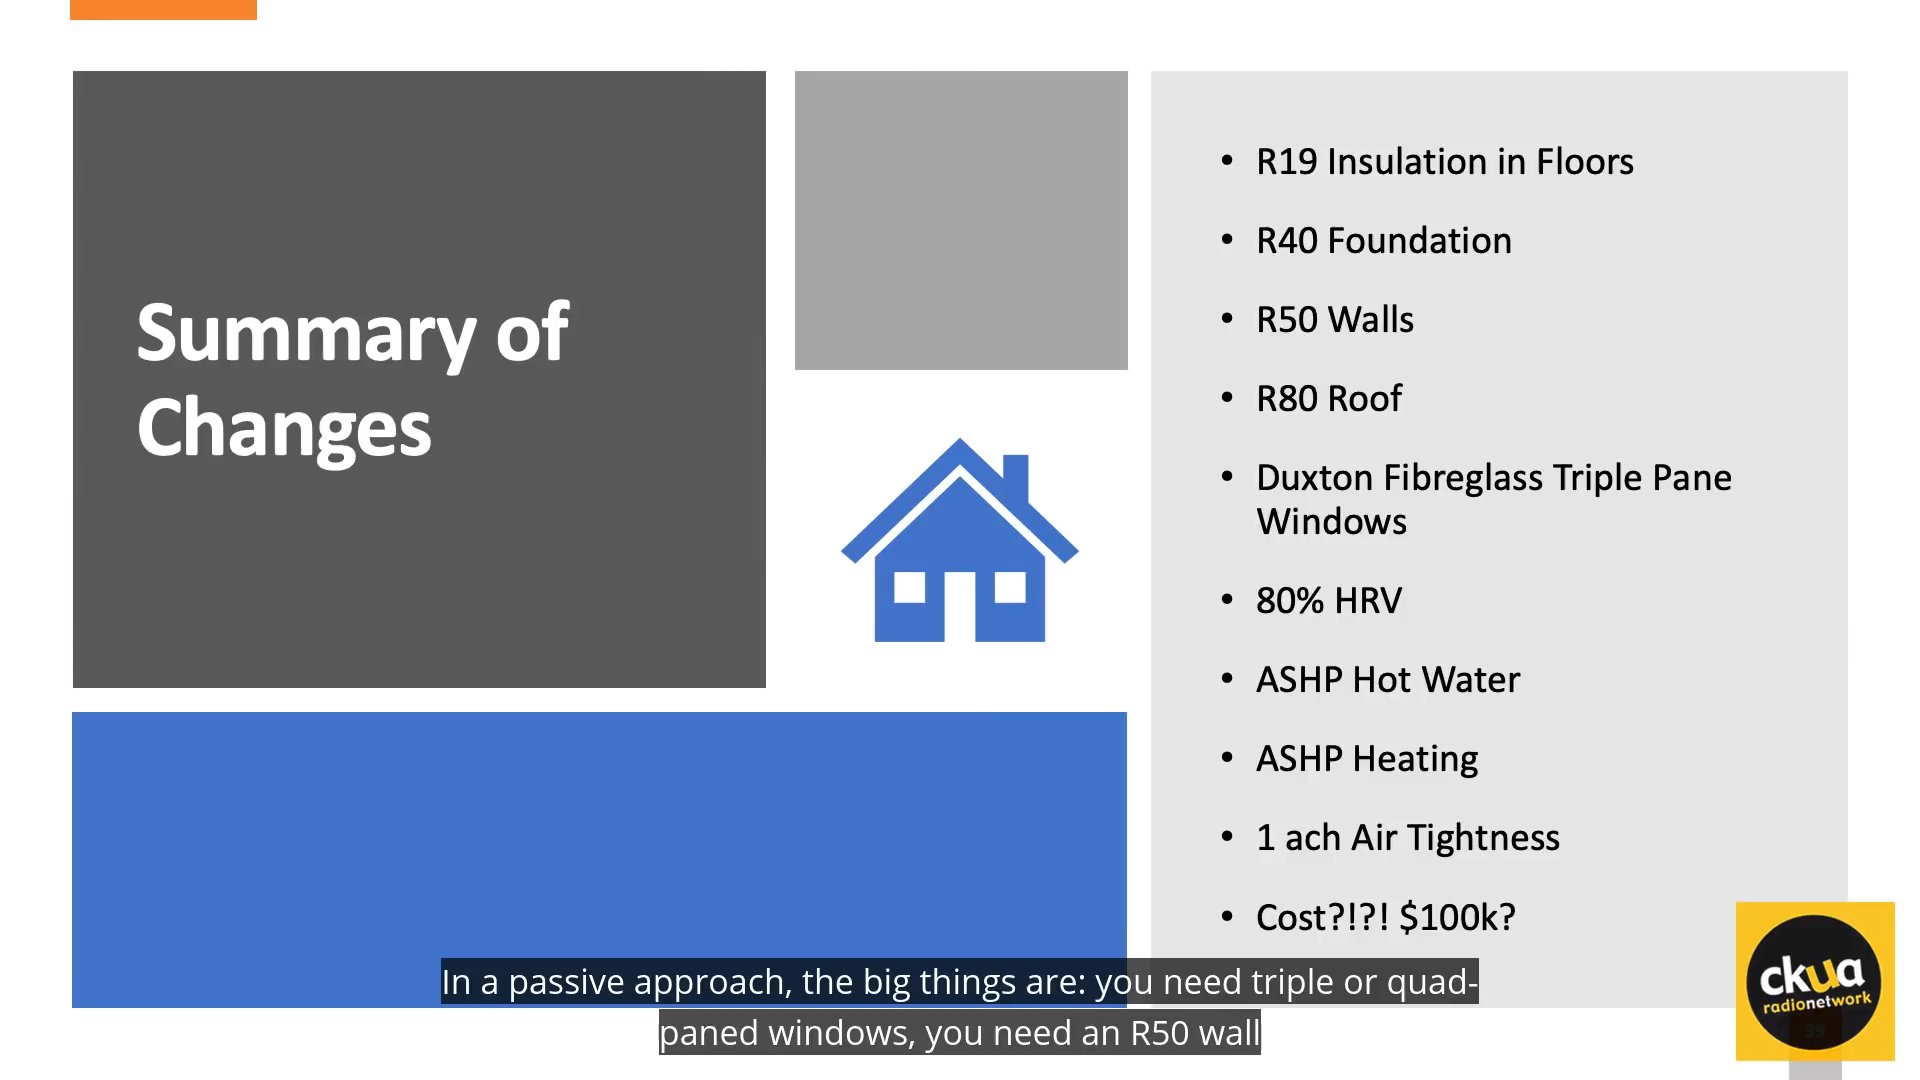 Summary of
Changes
• R19 Insulation in Floors
• R40 Foundation
• R50 Walls
• R80 Roof
• Duxton Fibreglass Triple Pane
Windows
• 80% HRV
• ASHP Hot Water
• ASHP Heating
• 1 ach Air Tightness
• Cost?!?! $100k?
In a passive approach, the big things are: you need triple or quad-
paned windows, you need an R50 wall
ckua
radionetwork
39